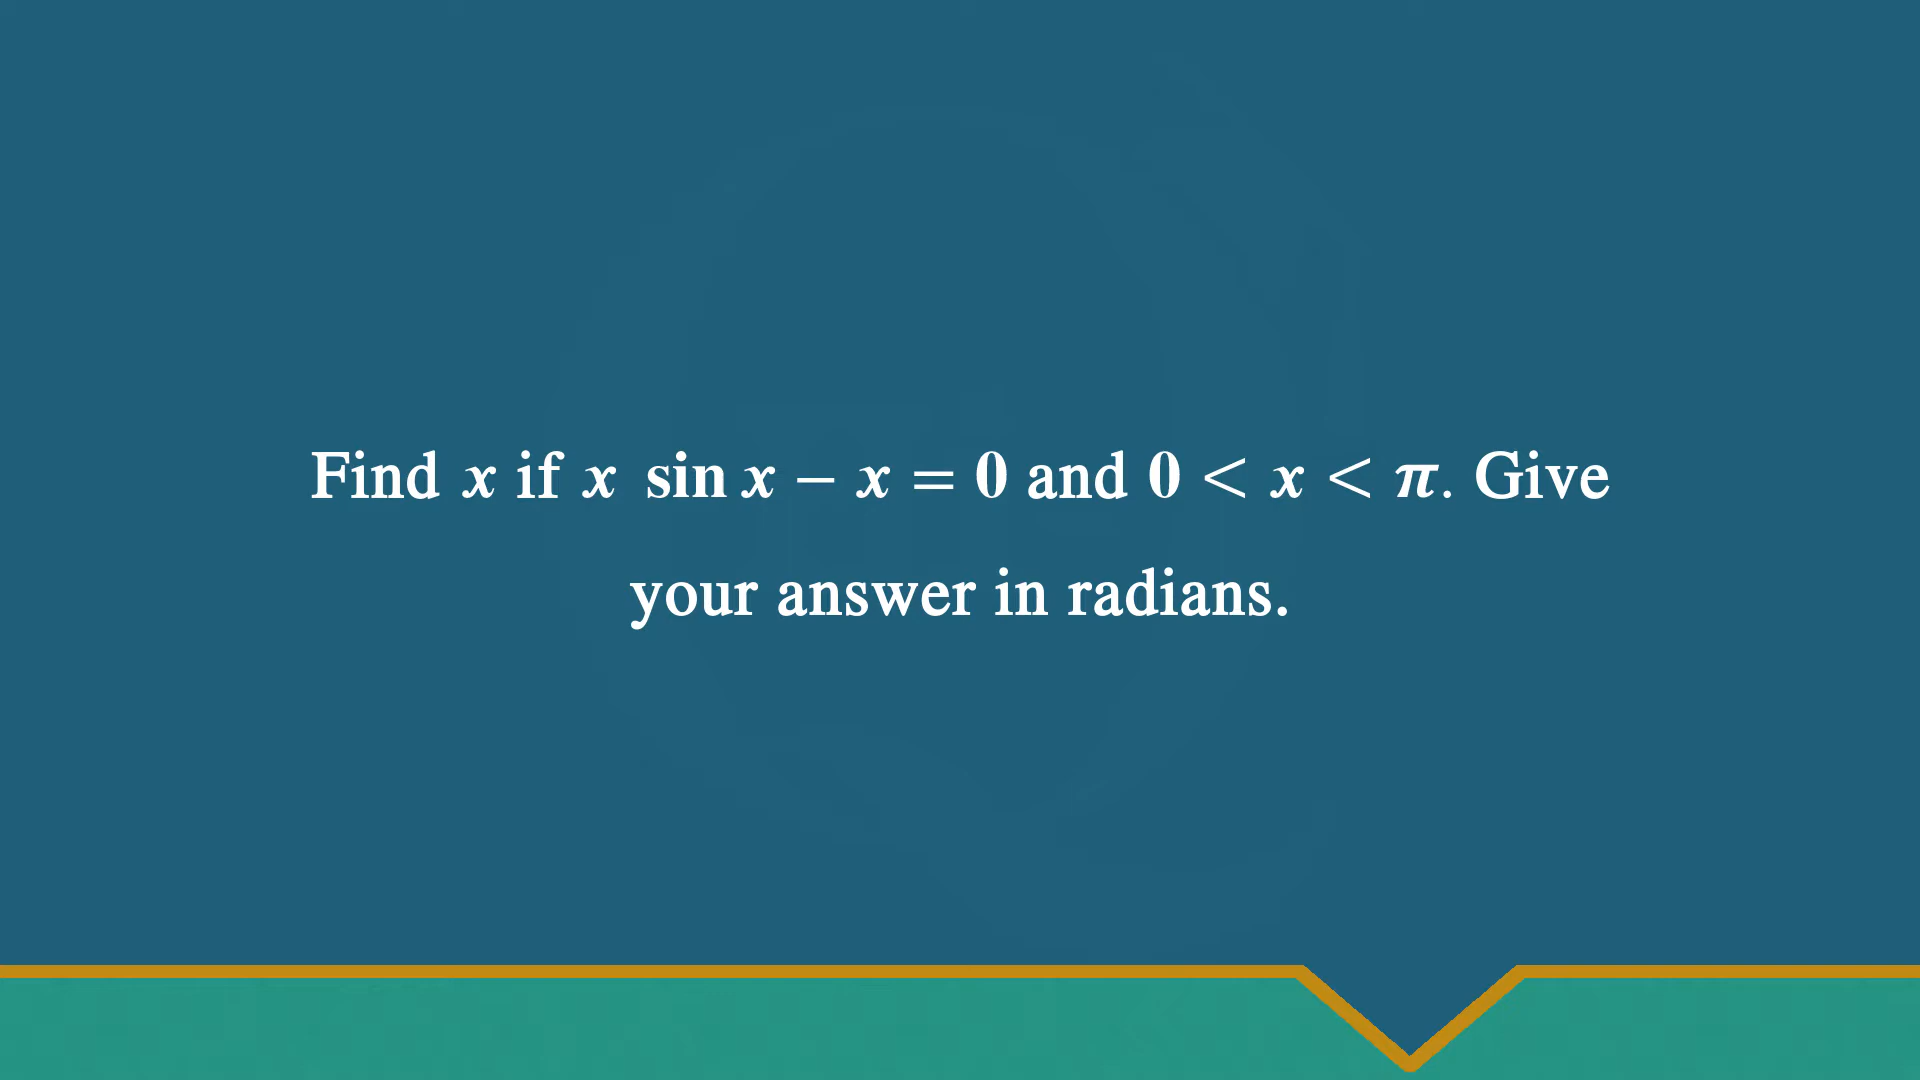 Find x if x sin x − x = 0 and 0 < x < π. Give
your answer in radians.